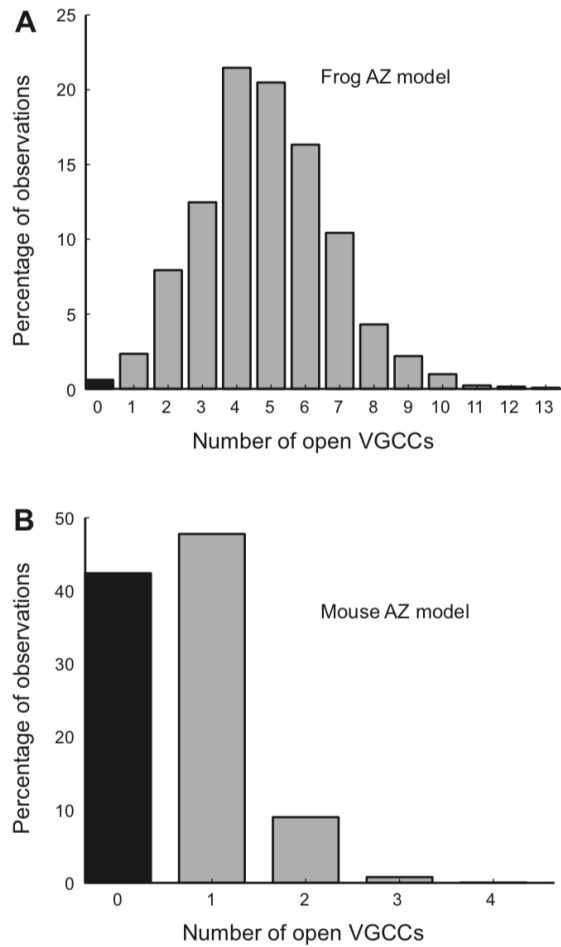 A
25
20
15
10
5
0
Percentage of observations
Frog AZ model
0 1 2 3 4 5 6 7 8 9 10 11 12 13
Number of open VGCCs
B
50
40
30
20
10
0
Percentage of observations
Mouse AZ model
0 1 2 3 4
Number of open VGCCs